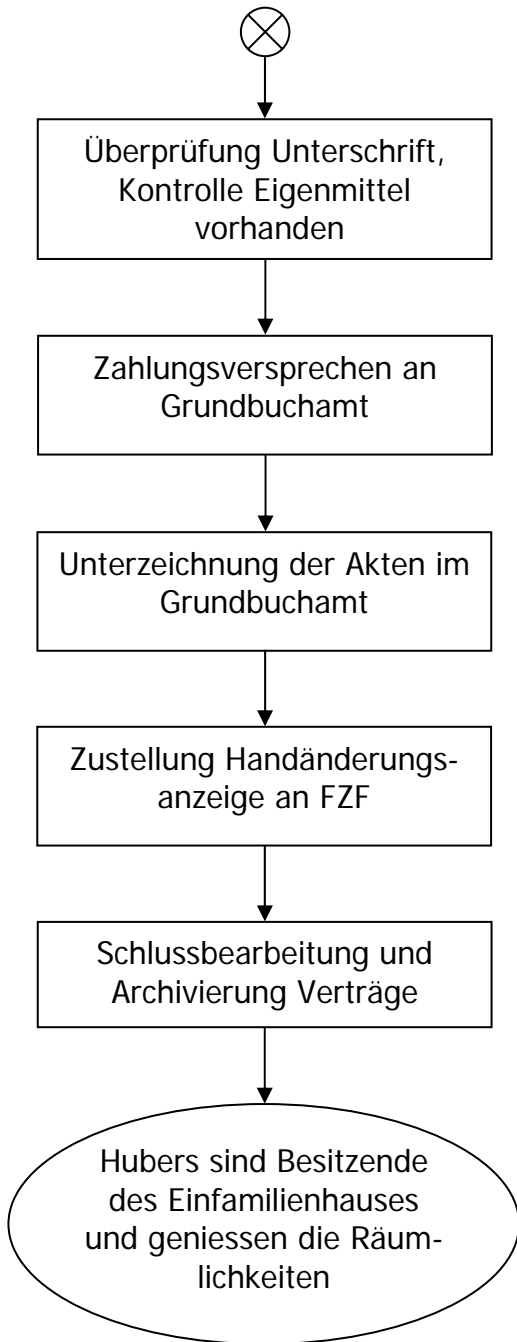 Überprüfung Unterschrift,
Kontrolle Eigenmittel
vorhanden
Zahlungsversprechen an
Grundbuchamt
Unterzeichnung der Akten im
Grundbuchamt
Zustellung Handänderungs-
anzeige an FZF
Schlussbearbeitung und
Archivierung Verträge
Hubers sind Besitzende
des Einfamilienhauses
und geniessen die Räum-
lichkeiten